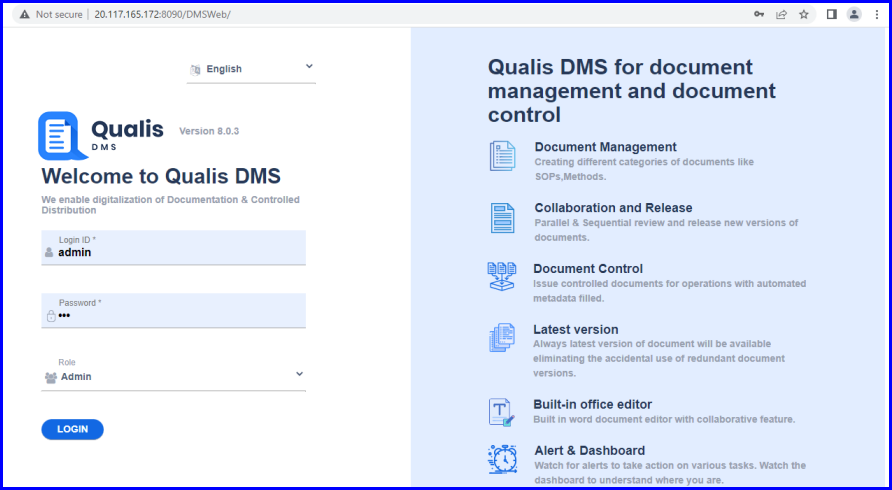 Not secure | 20.117.165.172:8090/DMSWeb/
English
Qualis
DMS
Version 8.0.3
Welcome to Qualis DMS
We enable digitalization of Documentation & Controlled
Distribution
Login ID *
admin
Password *
•••
Role
Admin
LOGIN
Qualis DMS for document
management and document
control
Document Management
Creating different categories of documents like
SOPs,Methods.
Collaboration and Release
Parallel & Sequential review and release new versions of
documents.
Document Control
Issue controlled documents for operations with automated
metadata filled.
Latest version
Always latest version of document will be available
eliminating the accidental use of redundant document
versions.
Built-in office editor
Built in word document editor with collaborative feature.
Alert & Dashboard
Watch for alerts to take action on various tasks. Watch the
dashboard to understand where you are.